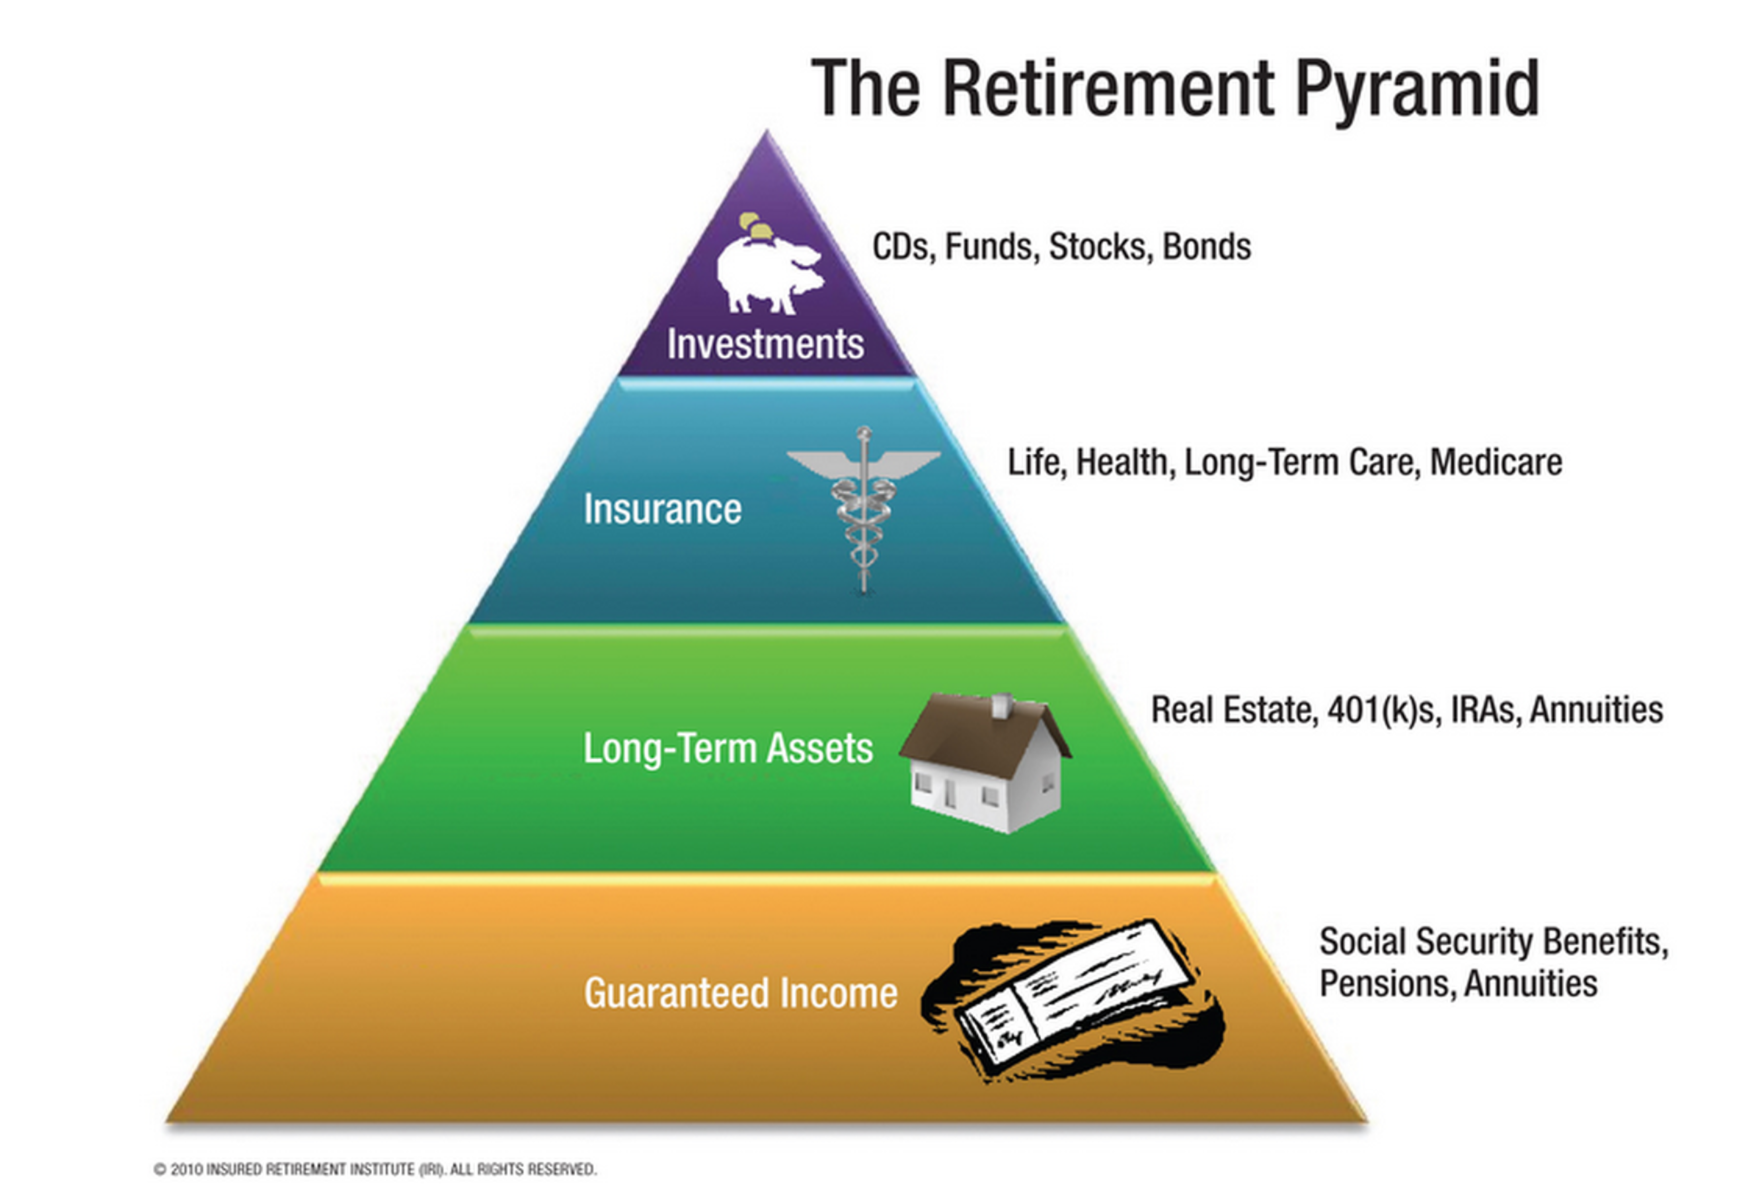 The Retirement Pyramid
CDs, Funds, Stocks, Bonds
Investments
Life, Health, Long-Term Care, Medicare
Insurance
Real Estate, 401(k)s, IRAs, Annuities
Long-Term Assets
Social Security Benefits,
Pensions, Annuities
Guaranteed Income
© 2010 INSURED RETIREMENT INSTITUTE (IRI). ALL RIGHTS RESERVED.